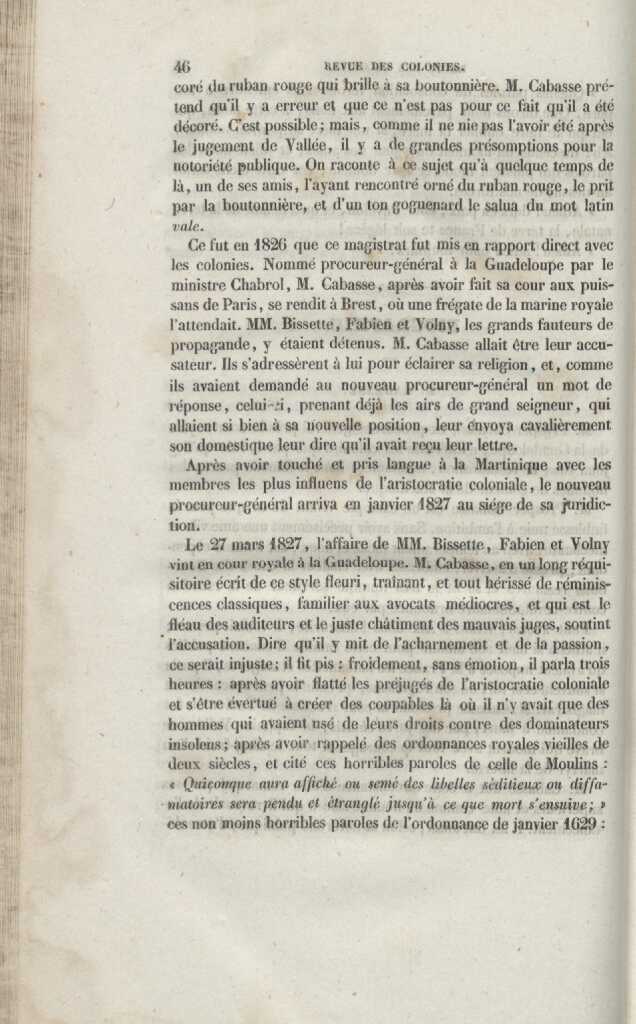 46 REVUE DES COLONIES.
coré du ruban rouge qui brille à sa boutonnière. M. Cabasse pré-
tend qu'il y a erreur et que ce n'est pas pour ce fait qu'il a été
décoré. C'est possible; mais, comme il ne nie pas l'avoir été après
le jugement de Vallée, il y a de grandes présomptions pour la
notoriété publique. On raconte à ce sujet qu'à quelque temps de
là, un de ses amis, l'ayant rencontré orné du ruban rouge, le prit
par la boutonnière, et d'un ton goguenard le salua du mot latin
vale.
Ce fut en 1826 que ce magistrat fut mis en rapport direct avec
les colonies. Nommé procureur-général à la Guadeloupe par le
ministre Chabrol, M. Cabasse, après avoir fait sa cour aux puis-
sans de Paris, se rendit à Brest, où une frégate de la marine royale
l'attendait. MM. Bissette, Fabien et Volny, les grands fauteurs de
propagande, y étaient détenus. M. Cabasse allait être leur accu-
sateur. Ils s'adressèrent à lui pour éclairer sa religion, et, comme
ils avaient demandé au nouveau procureur-général un mot de
réponse, celui-ci, prenant déjà les airs de grand seigneur, qui
allaient si bien à sa nouvelle position, leur envoya cavalièrement
son domestique leur dire qu'il avait reçu leur lettre.
Après avoir touché et pris langue à la Martinique avec les
membres les plus influens de l'aristocratie coloniale, le nouveau
procureur-général arriva en janvier 1827 au siége de sa juridic-
tion.
Le 27 mars 1827, l'affaire de MM. Bissette, Fabien et Volny
vint en cour royale à la Guadeloupe. M. Cabasse, en un long réqui-
sitoire écrit de ce style fleuri, traînant, et tout hérissé de réminis-
cences classiques, familier aux avocats médiocres, et qui est le
fléau des auditeurs et le juste châtiment des mauvais juges, soutint
l'accusation. Dire qu'il y mit de l'acharnement et de la passion,
ce serait injuste; il fit pis : froidement, sans émotion, il parla trois
heures : après avoir flatté les préjugés de l'aristocratie coloniale
et s'être évertué à créer des coupables là où il n'y avait que des
hommes qui avaient usé de leurs droits contre des dominateurs
insolens; après avoir rappelé des ordonnances royales vieilles de
deux siècles, et cité ces horribles paroles de celle de Moulins :
« Quiconque aura affiché ou semé des libelles séditieux ou diffa-
matoires sera pendu et étranglé jusqu'à ce que mort s'ensuive; »
ces non moins horribles paroles de l'ordonnance de janvier 1629 :